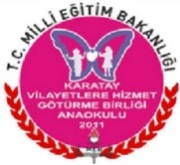 T.C. MİLLİ EĞİTİM BAKANLIĞI
KARATAY
VİLAYETLERE HİZMET
GÖTÜRME BİRLİĞİ
ANAOKULU
2011